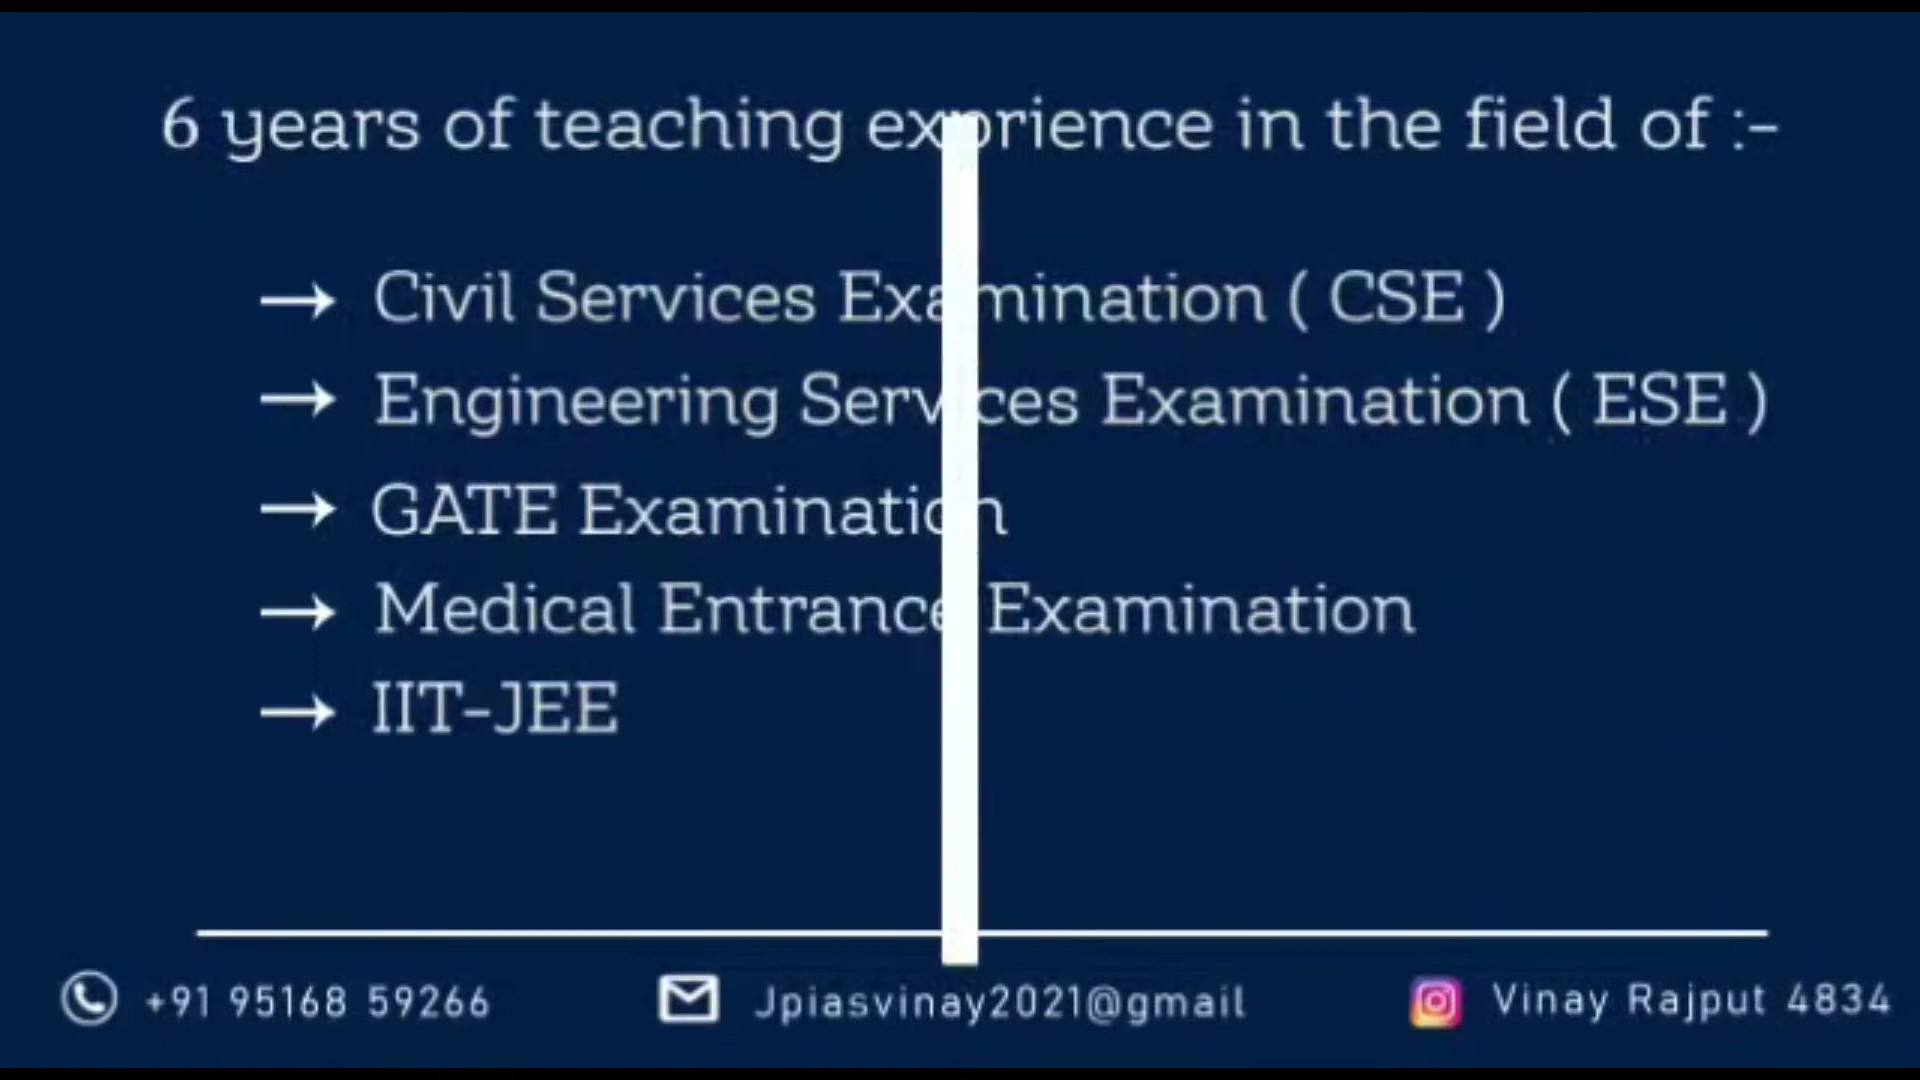 6 years of teaching exprience in the field of :-
→ Civil Services Examination ( CSE )
→ Engineering Services Examination ( ESE )
→ GATE Examination
→ Medical Entrance Examination
→ IIT-JEE
+91 95168 59266
Jpiasvinay2021@gmail
Vinay Rajput 4834